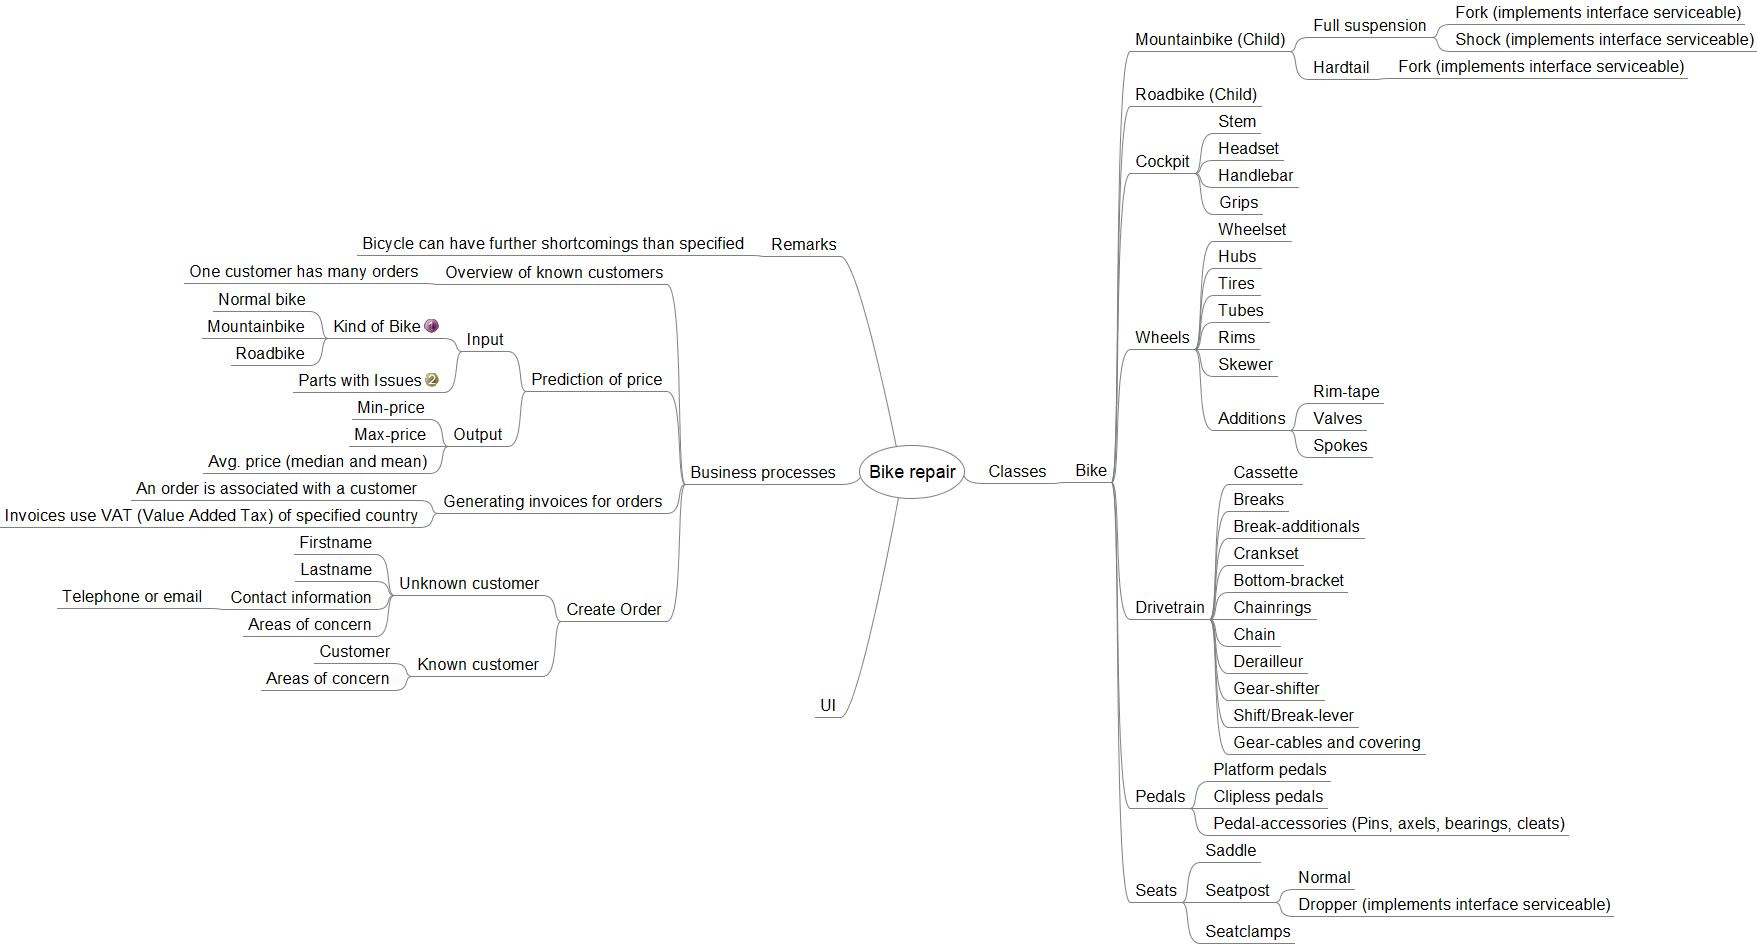 Bike repair
Remarks
Bicycle can have further shortcomings than specified
Business processes
Overview of known customers
One customer has many orders
Prediction of price
Input
Kind of Bike 1
Normal bike
Mountainbike
Roadbike
Parts with Issues 2
Output
Min-price
Max-price
Avg. price (median and mean)
Generating invoices for orders
An order is associated with a customer
Invoices use VAT (Value Added Tax) of specified country
Create Order
Unknown customer
Firstname
Lastname
Contact information
Telephone or email
Areas of concern
Known customer
Customer
Areas of concern
UI
Classes
Bike
Mountainbike (Child)
Full suspension
Fork (implements interface serviceable)
Shock (implements interface serviceable)
Hardtail
Fork (implements interface serviceable)
Roadbike (Child)
Cockpit
Stem
Headset
Handlebar
Grips
Wheels
Wheelset
Hubs
Tires
Tubes
Rims
Skewer
Additions
Rim-tape
Valves
Spokes
Drivetrain
Cassette
Breaks
Break-additionals
Crankset
Bottom-bracket
Chainrings
Chain
Derailleur
Gear-shifter
Shift/Break-lever
Gear-cables and covering
Pedals
Platform pedals
Clipless pedals
Pedal-accessories (Pins, axels, bearings, cleats)
Seats
Saddle
Seatpost
Normal
Dropper (implements interface serviceable)
Seatclamps